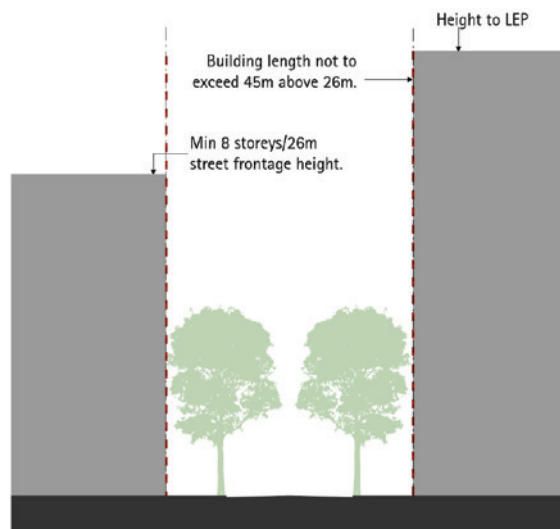 Height to LEP
Building length not to
exceed 45m above 26m.
Min 8 storeys/26m
street frontage height.